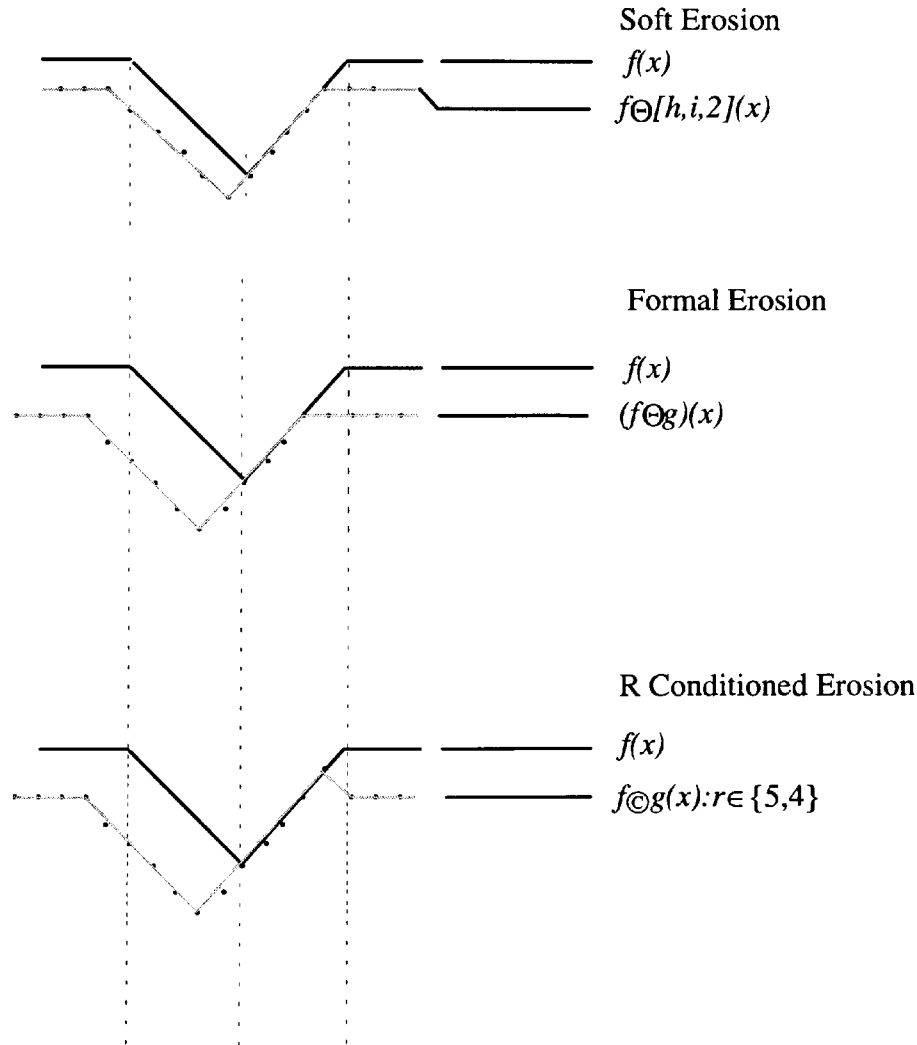 Soft Erosion
f(x)
fΘ[h,i,2](x)
Formal Erosion
f(x)
(fΘg)(x)
R Conditioned Erosion
f(x)
f©g(x):r∈{5,4}